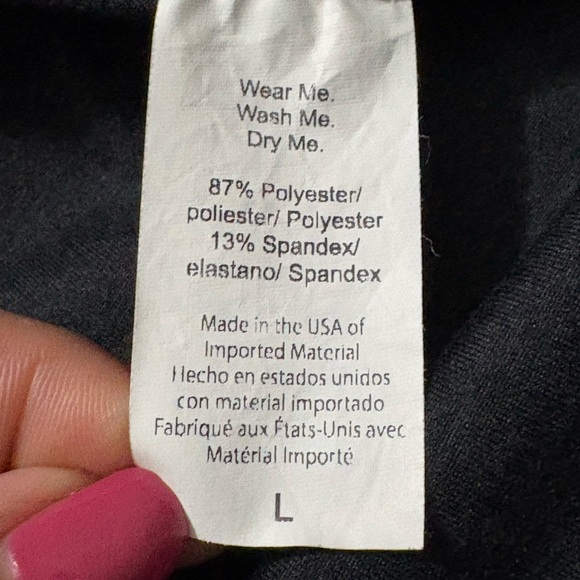 Wear Me.
Wash Me.
Dry Me.
87% Polyester/
poliester/ Polyester
13% Spandex/
elastano/ Spandex
Made in the USA of
Imported Material
Hecho en estados unidos
con material importado
Fabriqué aux États-Unis avec
Matérial Importé
L